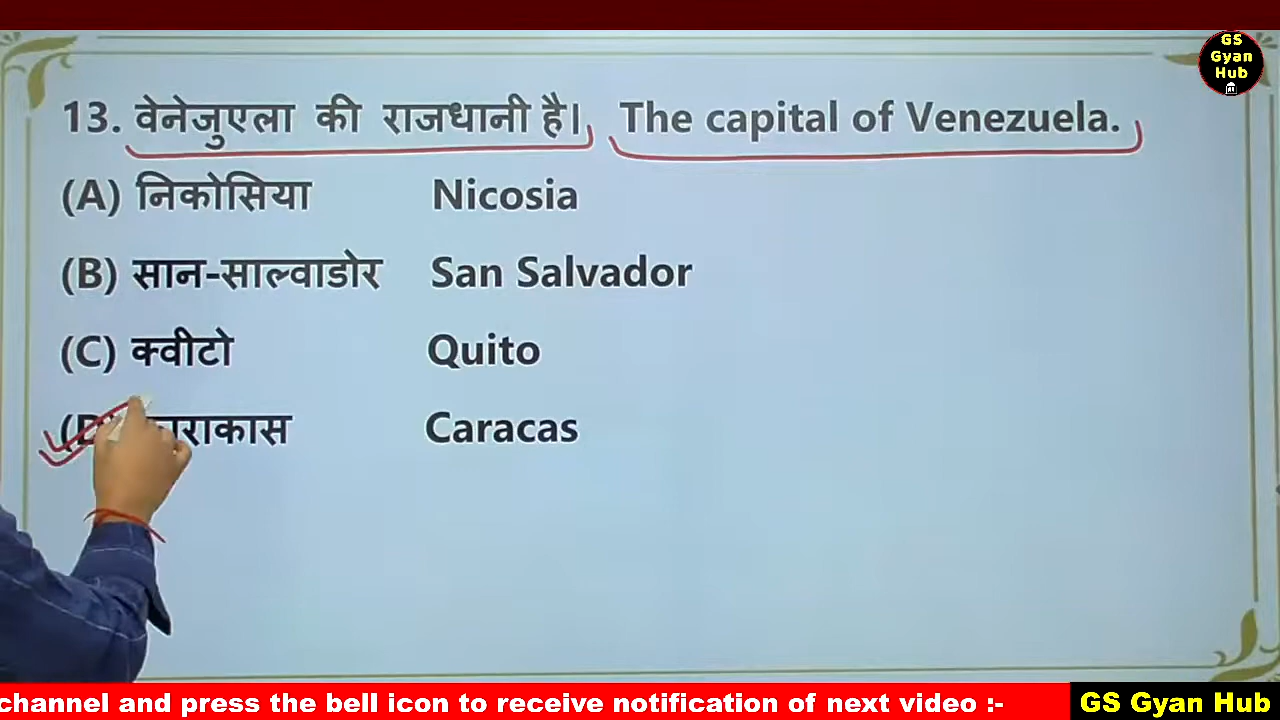 GS
Gyan
Hub
13. वेनेजुएला की राजधानी है। The capital of Venezuela.
(A) निकोसिया Nicosia
(B) सान-साल्वाडोर San Salvador
(C) क्वीटो Quito
Caracas
channel and press the bell icon to receive notification of next video :-
GS Gyan Hub